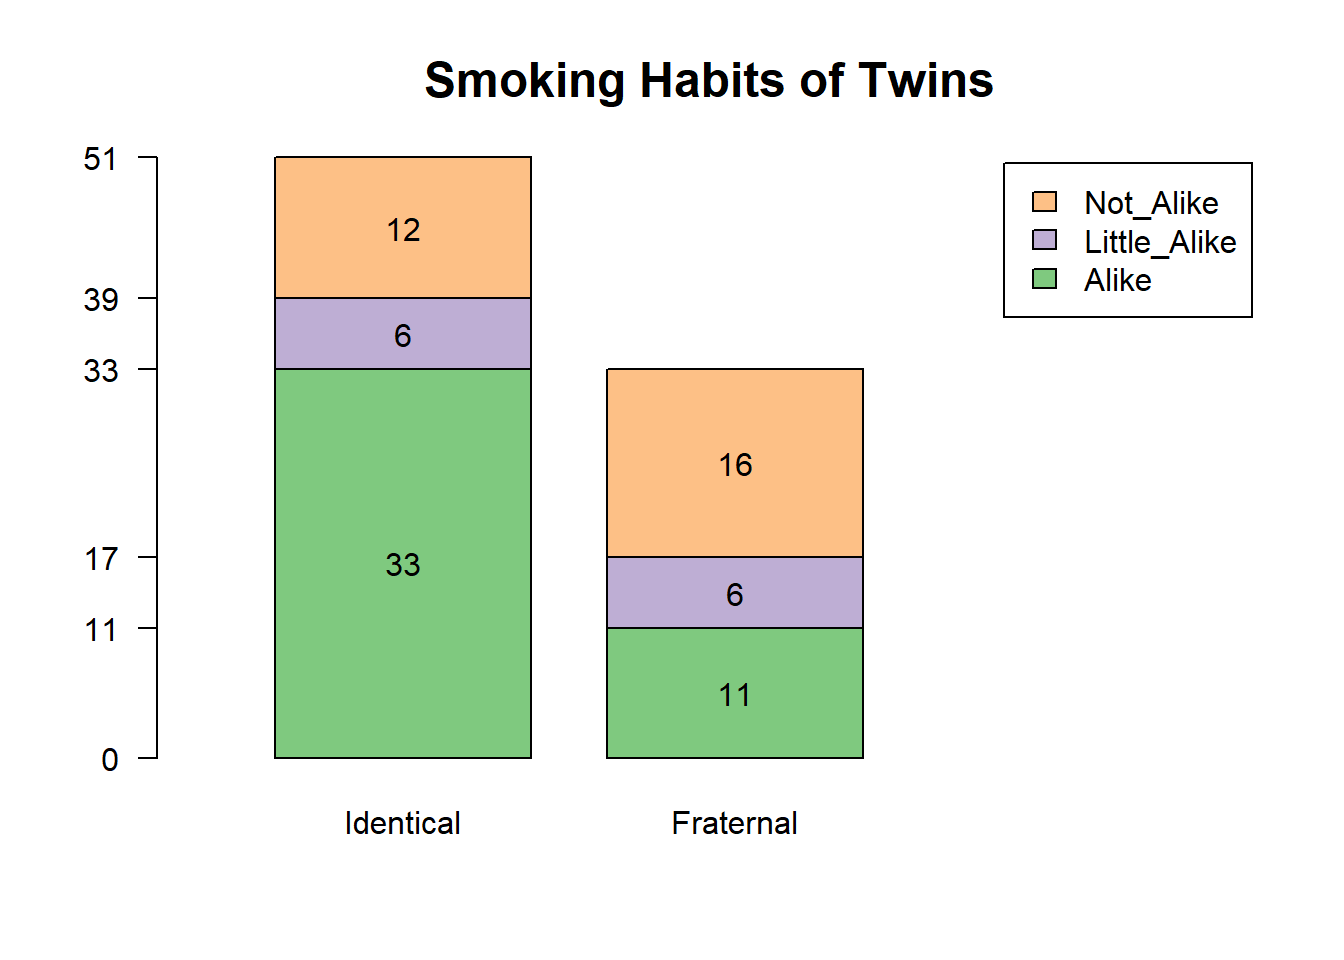 Smoking Habits of Twins
51
39
33
17
11
0
12
6
33
16
6
11
Identical
Fraternal
Not_Alike
Little_Alike
Alike